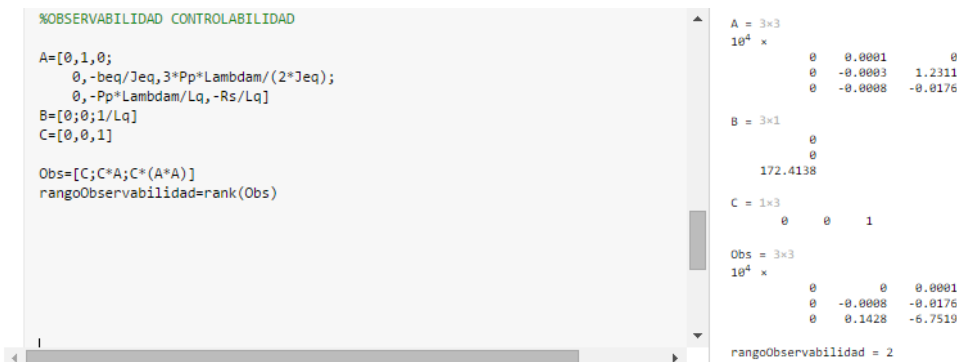 %OBSERVABILIDAD CONTROLABILIDAD
A=[0,1,0;
0,-beq/Jeq,3*Pp*Lambdam/(2*Jeq);
0,-Pp*Lambdam/Lq,-Rs/Lq]
B=[0;0;1/Lq]
C=[0,0,1]
Obs=[C;C*A;C*(A*A)]
rangoObservabilidad=rank(Obs)
A = 3×3
10^4 ×
0 0.0001 0
0 -0.0003 1.2311
0 -0.0008 -0.0176
B = 3×1
0
0
172.4138
C = 1×3
0 0 1
Obs = 3×3
10^4 ×
0 0 0.0001
0 -0.0008 -0.0176
0 0.1428 -6.7519
rangoObservabilidad = 2